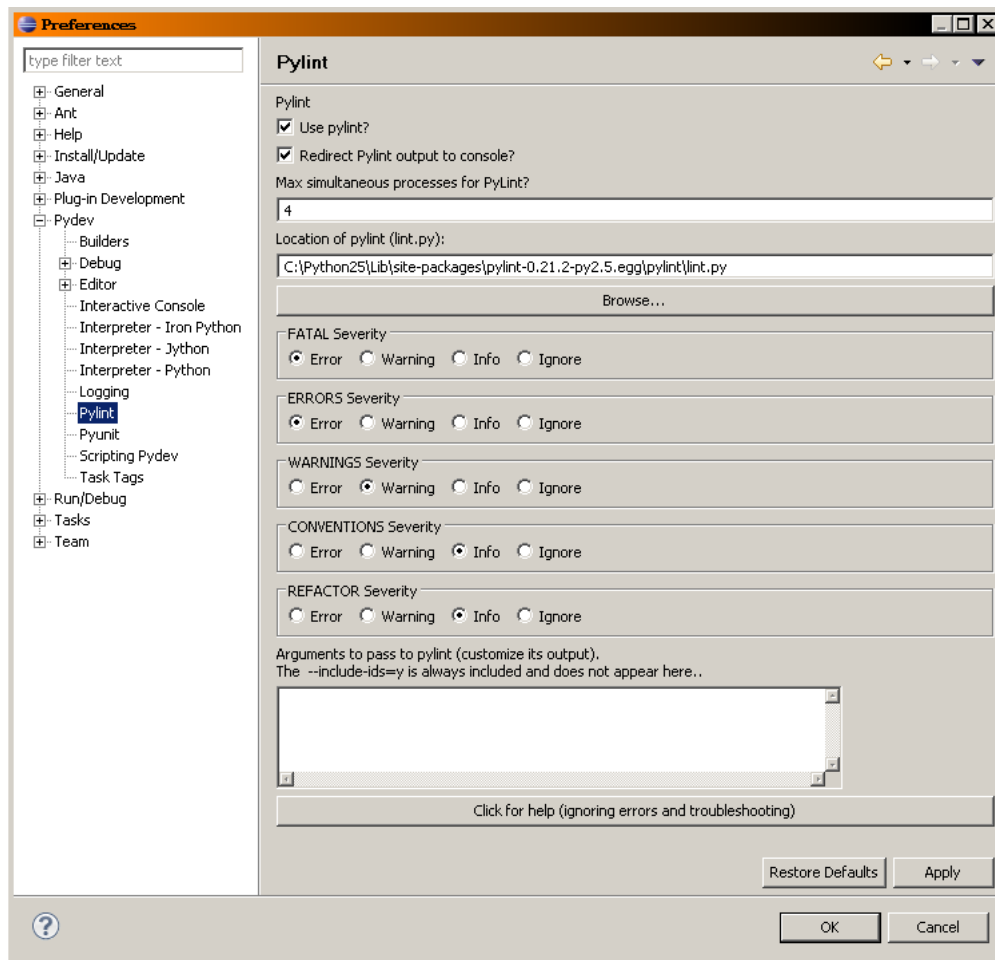 Preferences
type filter text
General
Ant
Help
Install/Update
Java
Plug-in Development
Pydev
Builders
Debug
Editor
Interactive Console
Interpreter - Iron Python
Interpreter - Jython
Interpreter - Python
Logging
Pylint
Pyunit
Scripting Pydev
Task Tags
Run/Debug
Tasks
Team
Pylint
Pylint
Use pylint?
Redirect Pylint output to console?
Max simultaneous processes for PyLint?
4
Location of pylint (lint.py):
C:\Python25\Lib\site-packages\pylint-0.21.2-py2.5.egg\pylint\lint.py
Browse...
FATAL Severity
Error Warning Info Ignore
ERRORS Severity
Error Warning Info Ignore
WARNINGS Severity
Error Warning Info Ignore
CONVENTIONS Severity
Error Warning Info Ignore
REFACTOR Severity
Error Warning Info Ignore
Arguments to pass to pylint (customize its output).
The --include-ids=y is always included and does not appear here..
Click for help (ignoring errors and troubleshooting)
Restore Defaults Apply
? OK Cancel